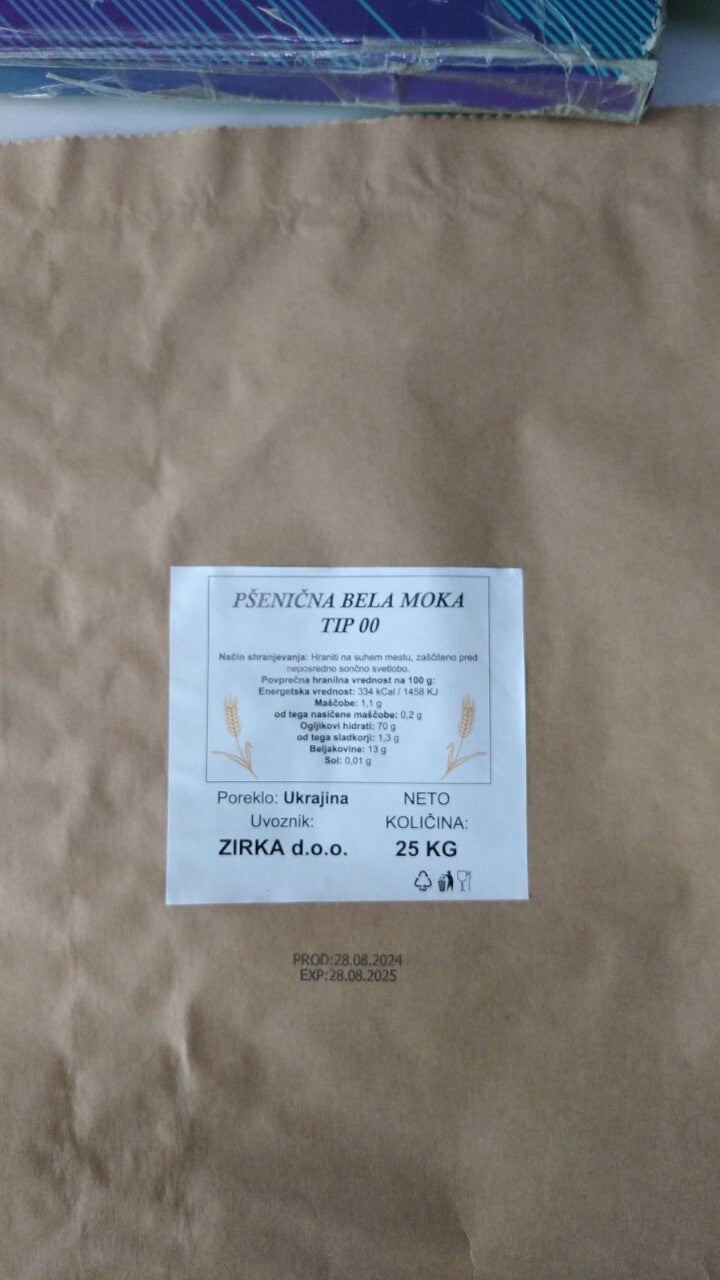 PŠENIČNA BELA MOKA
TIP 00
Način shranjevanja: Hraniti na suhem mestu, zaščiteno pred
neposredno sončno svetlobo.
Povprečna hranilna vrednost na 100 g:
Energetska vrednost: 334 kCal / 1458 KJ
Maščobe: 1,1 g
od tega nasičene maščobe: 0,2 g
Ogljikovi hidrati: 70 g
od tega sladkorji: 1,3 g
Beljakovine: 13 g
Sol: 0,01 g
Poreklo: Ukrajina
Uvoznik:
ZIRKA d.o.o.
NETO
KOLIČINA:
25 KG
PROD:28.08.2024
EXP:28.08.2025